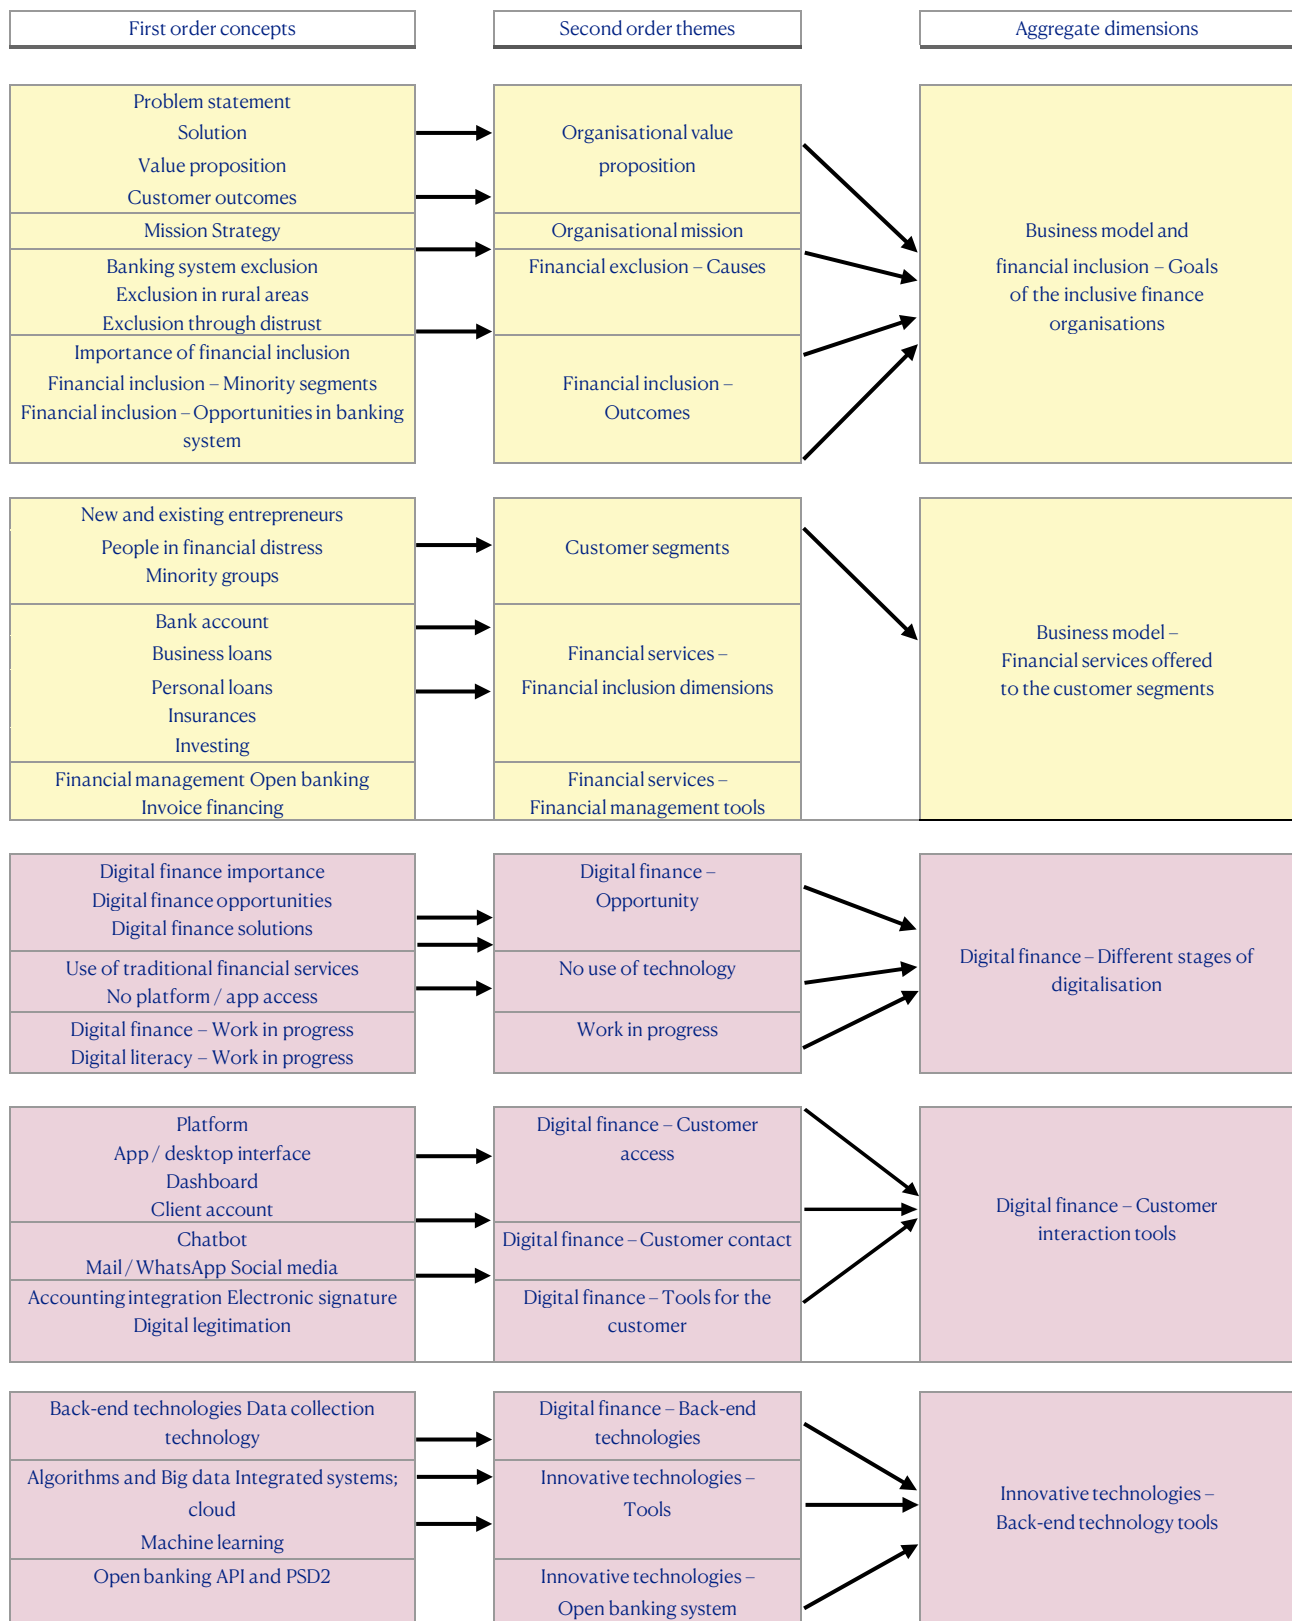 First order concepts
Second order themes
Aggregate dimensions
Problem statement
Solution
Value proposition
Customer outcomes
Organisational value
proposition
Mission Strategy
Organisational mission
Banking system exclusion
Exclusion in rural areas
Exclusion through distrust
Financial exclusion – Causes
Importance of financial inclusion
Financial inclusion – Minority segments
Financial inclusion – Opportunities in banking
system
Financial inclusion –
Outcomes
Business model and
financial inclusion – Goals
of the inclusive finance
organisations
New and existing entrepreneurs
People in financial distress
Minority groups
Customer segments
Bank account
Business loans
Personal loans
Insurances
Investing
Financial services –
Financial inclusion dimensions
Financial management Open banking
Invoice financing
Financial services –
Financial management tools
Business model –
Financial services offered
to the customer segments
Digital finance importance
Digital finance opportunities
Digital finance solutions
Digital finance –
Opportunity
Use of traditional financial services
No platform / app access
No use of technology
Digital finance – Work in progress
Digital literacy – Work in progress
Work in progress
Digital finance – Different stages of
digitalisation
Platform
App / desktop interface
Dashboard
Client account
Digital finance – Customer
access
Chatbot
Mail / WhatsApp Social media
Digital finance – Customer contact
Accounting integration Electronic signature
Digital legitimation
Digital finance – Tools for the
customer
Digital finance – Customer
interaction tools
Back-end technologies Data collection
technology
Digital finance – Back-end
technologies
Algorithms and Big data Integrated systems;
cloud
Machine learning
Innovative technologies –
Tools
Open banking API and PSD2
Innovative technologies –
Open banking system
Innovative technologies –
Back-end technology tools